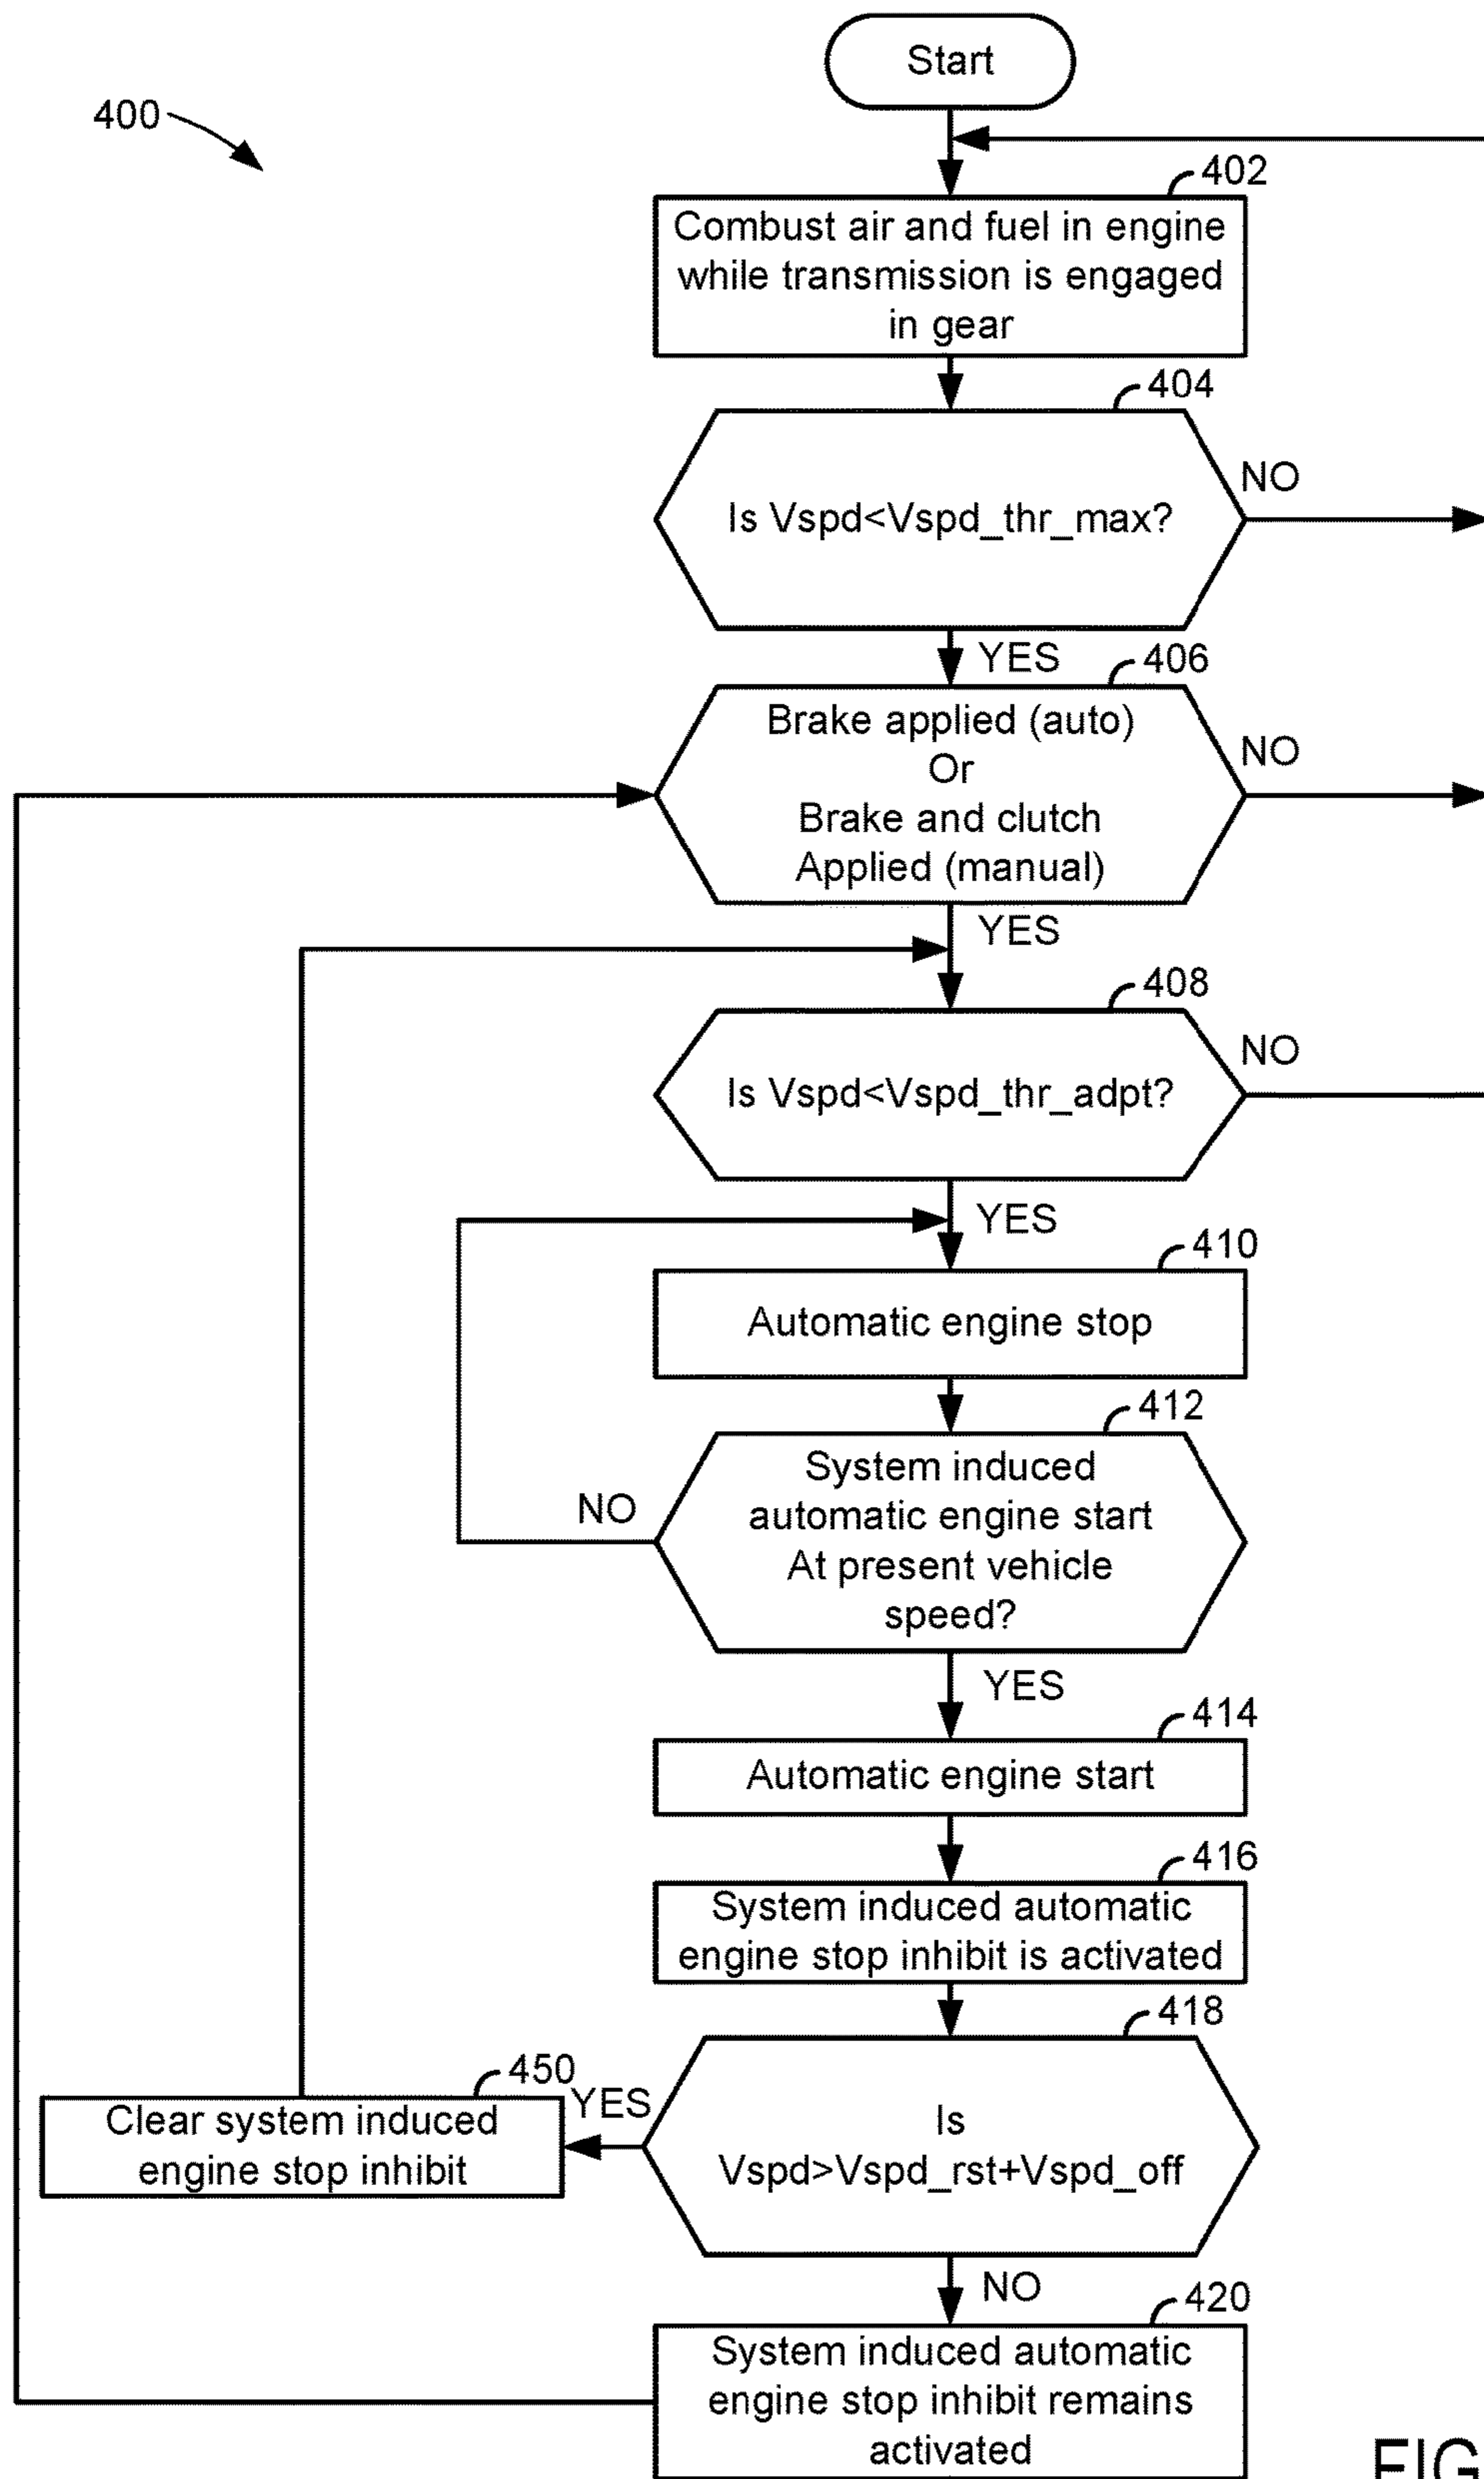 Start
400
402
Combust air and fuel in engine
while transmission is engaged
in gear
404
Is Vspd<Vspd_thr_max?
NO
YES
406
Brake applied (auto)
Or
Brake and clutch
Applied (manual)
NO
YES
408
Is Vspd<Vspd_thr_adpt?
NO
YES
410
Automatic engine stop
412
System induced
automatic engine start
At present vehicle
speed?
NO
YES
414
Automatic engine start
416
System induced automatic
engine stop inhibit is activated
418
Is
Vspd>Vspd_rst+Vspd_off
YES
450
Clear system induced
engine stop inhibit
NO
420
System induced automatic
engine stop inhibit remains
activated
FIG